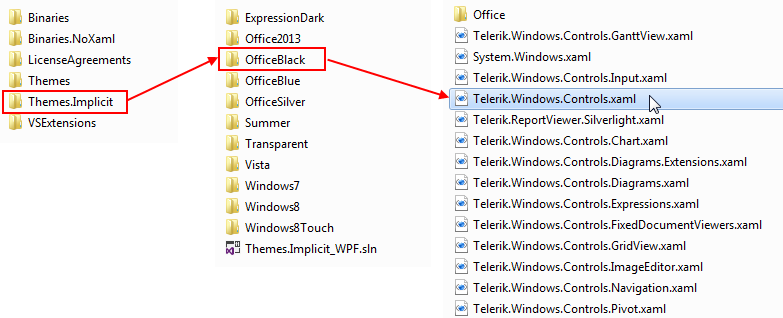 Binaries
Binaries.NoXaml
LicenseAgreements
Themes
Themes.Implicit
VSExtensions
ExpressionDark
Office2013
OfficeBlack
OfficeBlue
OfficeSilver
Summer
Transparent
Vista
Windows7
Windows8
Windows8Touch
Themes.Implicit_WPF.sln
Office
Telerik.Windows.Controls.GanttView.xaml
System.Windows.xaml
Telerik.Windows.Controls.Input.xaml
Telerik.Windows.Controls.xaml
Telerik.ReportViewer.Silverlight.xaml
Telerik.Windows.Controls.Chart.xaml
Telerik.Windows.Controls.Diagrams.Extensions.xaml
Telerik.Windows.Controls.Diagrams.xaml
Telerik.Windows.Controls.Expressions.xaml
Telerik.Windows.Controls.FixedDocumentViewers.xaml
Telerik.Windows.Controls.GridView.xaml
Telerik.Windows.Controls.ImageEditor.xaml
Telerik.Windows.Controls.Navigation.xaml
Telerik.Windows.Controls.Pivot.xaml